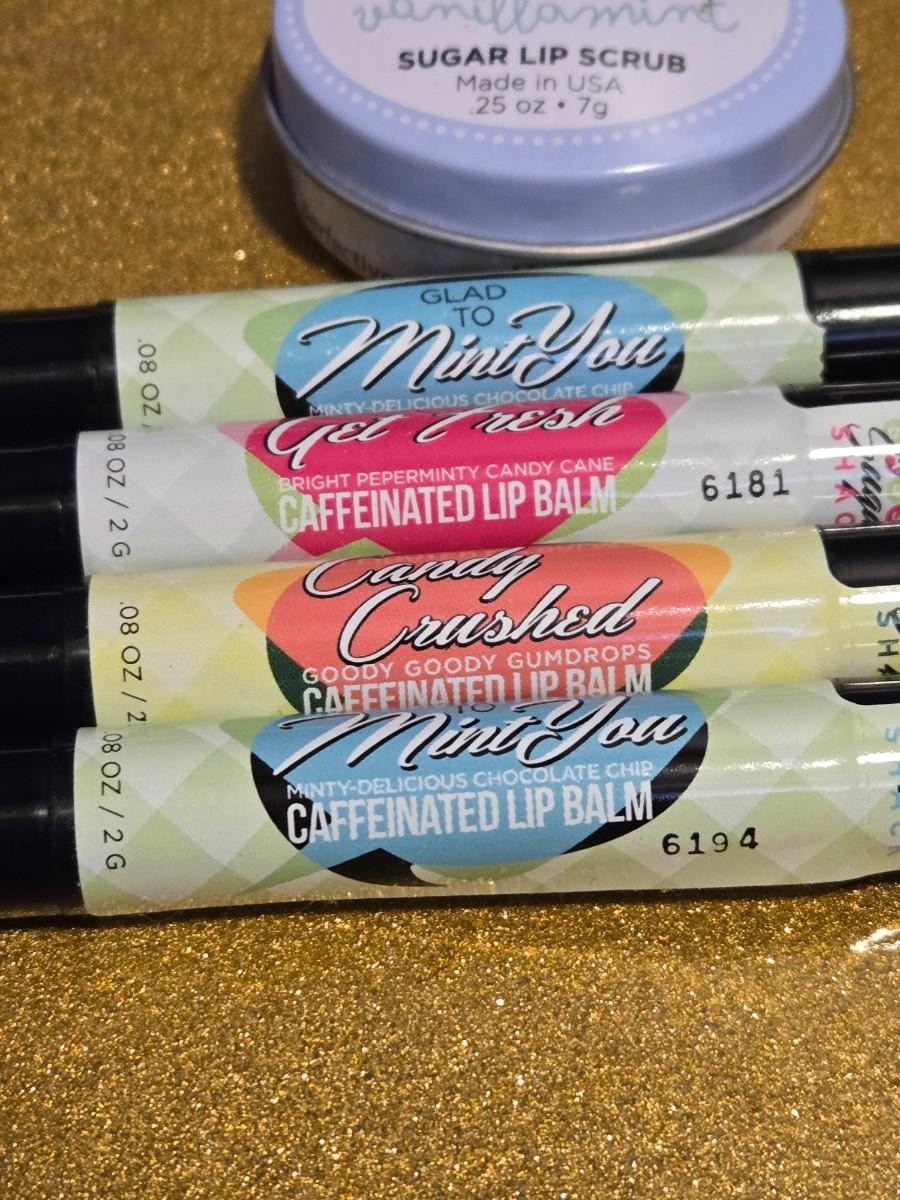 vanillamint
SUGAR LIP SCRUB
Made in USA
.25 oz • 7g
GLAD
TO
Mint You
MINTY-DELICIOUS CHOCOLATE CHIP
.08 OZ
Get Fresh
BRIGHT PEPERMINTY CANDY CANE
CAFFEINATED LIP BALM
08 OZ / 2 G
6181
Candy
Crushed
GOODY GOODY GUMDROPS
CAFFEINATED LIP BALM
.08 OZ / 2
TO
Mint You
MINTY-DELICIOUS CHOCOLATE CHIP
CAFFEINATED LIP BALM
.08 OZ / 2 G
6194